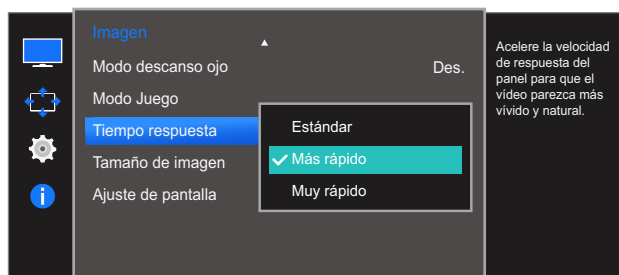 Imagen
Modo descanso ojo Des.
Modo Juego
Tiempo respuesta
Tamaño de imagen
Ajuste de pantalla
Estándar
Más rápido
Muy rápido
Acelere la velocidad
de respuesta del
panel para que el
vídeo parezca más
vívido y natural.